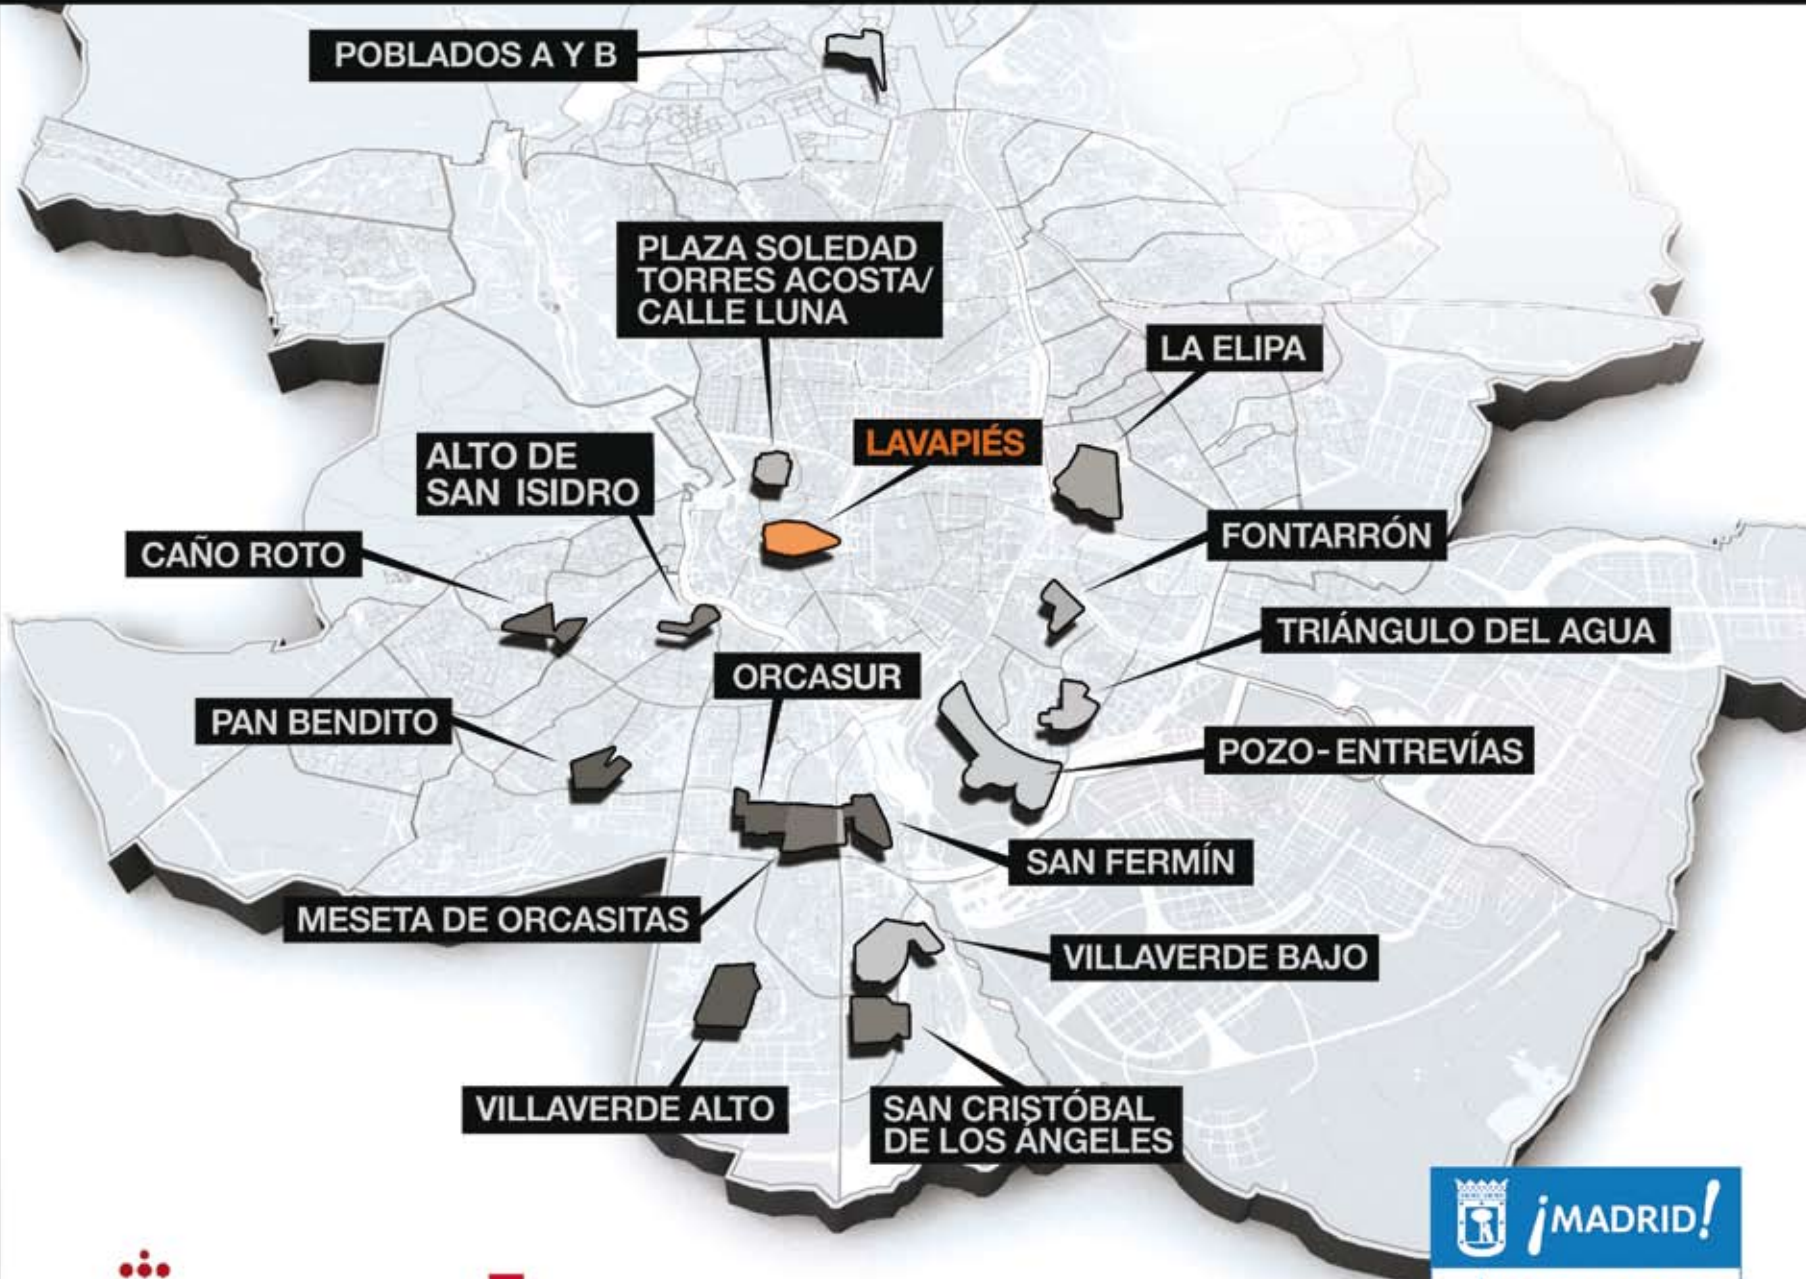 POBLADOS A Y B
PLAZA SOLEDAD
TORRES ACOSTA/
CALLE LUNA
LA ELIPA
LAVAPIÉS
ALTO DE
SAN ISIDRO
FONTARRÓN
CAÑO ROTO
TRIÁNGULO DEL AGUA
ORCASUR
PAN BENDITO
POZO-ENTREVÍAS
SAN FERMÍN
MESETA DE ORCASITAS
VILLAVERDE BAJO
VILLAVERDE ALTO
SAN CRISTÓBAL
DE LOS ÁNGELES
¡MADRID!